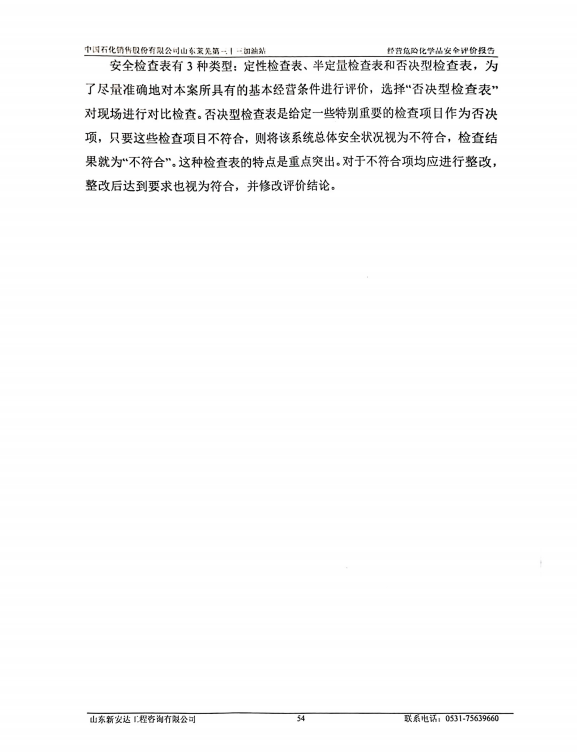 中国石化销售股份有限公司山东莱芜第三十三加油站 经营危险化学品安全评价报告
安全检查表有 3 种类型：定性检查表、半定量检查表和否决型检查表，为
了尽量准确地对本案所具有的基本经营条件进行评价，选择“否决型检查表”
对现场进行对比检查。否决型检查表是给定一些特别重要的检查项目作为否决
项，只要这些检查项目不符合，则将该系统总体安全状况视为不符合，检查结
果就为“不符合”。这种检查表的特点是重点突出。对于不符合项均应进行整改，
整改后达到要求也视为符合，并修改评价结论。
山东新安达工程咨询有限公司 54 联系电话：0531-75639660